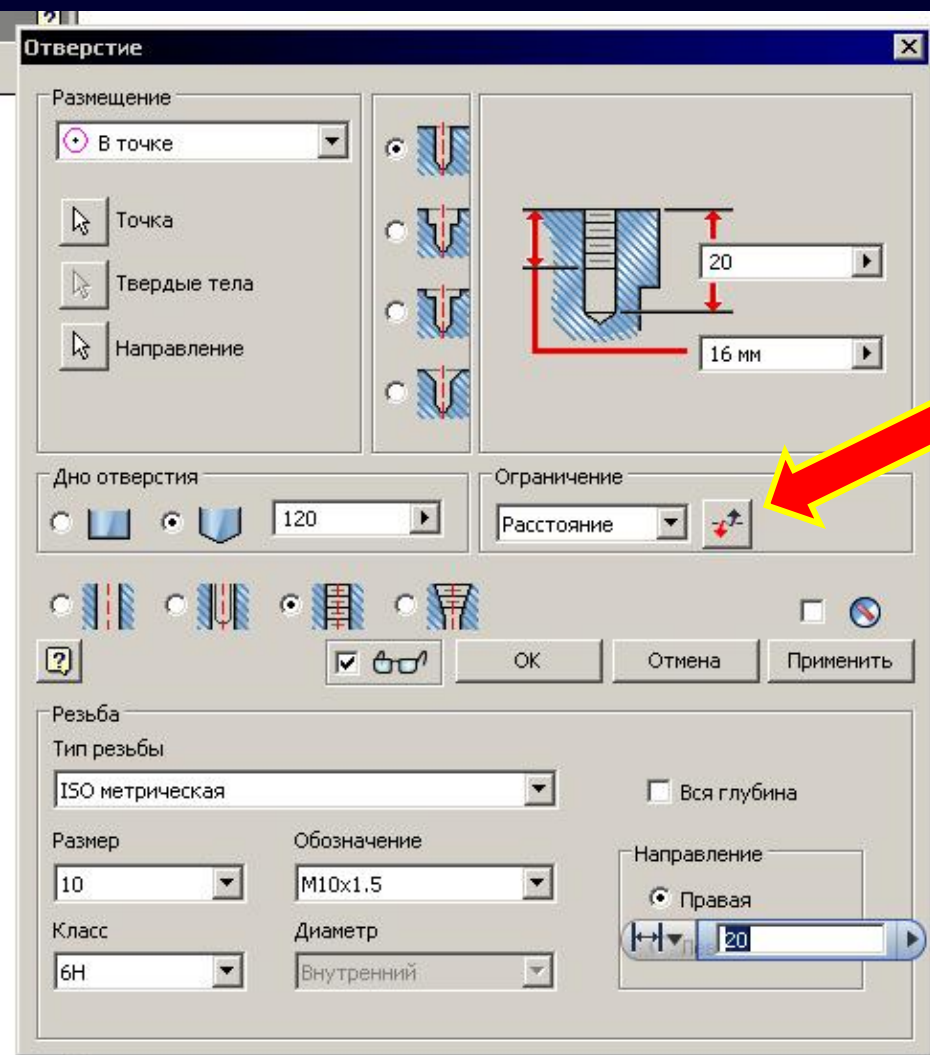 Отверстие
Размещение
В точке
Точка
Твердые тела
Направление
20
16 мм
Дно отверстия
120
Ограничение
Расстояние
OK
Отмена
Применить
Резьба
Тип резьбы
ISO метрическая
Вся глубина
Размер
Обозначение
10
M10x1.5
Направление
Правая
Класс
Диаметр
20
6H
Внутренний